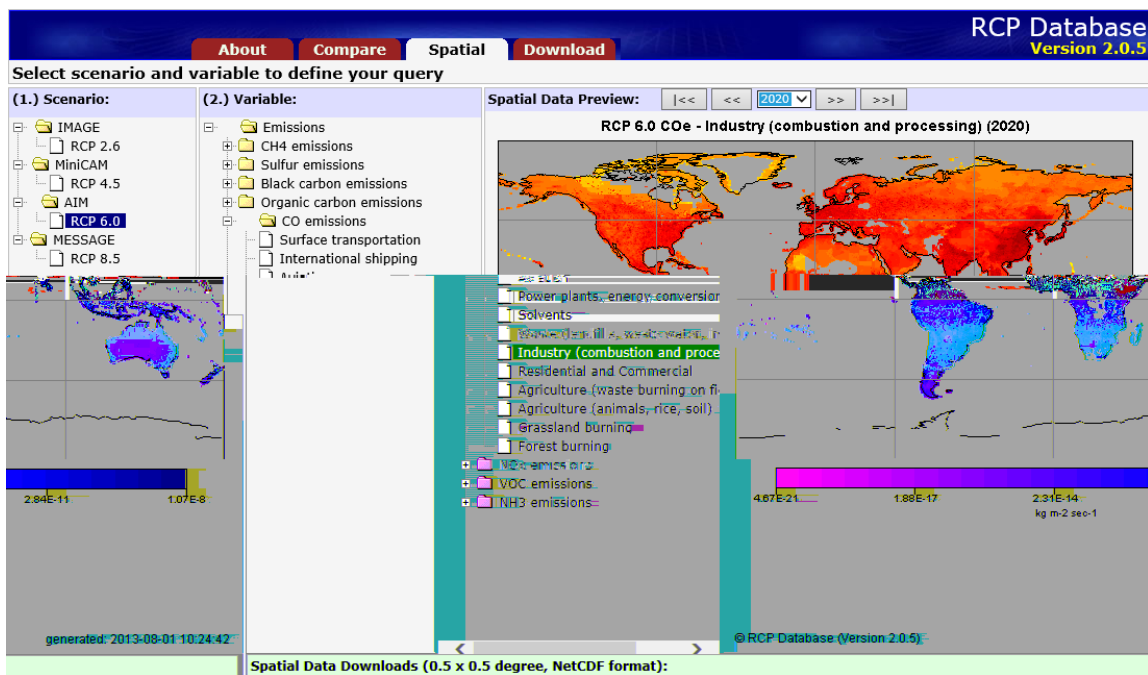 RCP Database
Version 2.0.5
About
Compare
Spatial
Download
Select scenario and variable to define your query
(1.) Scenario:
IMAGE
RCP 2.6
MiniCAM
RCP 4.5
AIM
RCP 6.0
MESSAGE
RCP 8.5
(2.) Variable:
Emissions
CH4 emissions
Sulfur emissions
Black carbon emissions
Organic carbon emissions
CO emissions
Surface transportation
International shipping
Power plants, energy conversion
Solvents
Industry (combustion and proce
Residential and Commercial
Agriculture (waste burning on fi
Agriculture (animals, rice, soil)
Grassland burning
Forest burning
emissions
VOC emissions
NH3 emissions
Spatial Data Preview:
|<<
<<
2020
>>
>>|
RCP 6.0 COe - Industry (combustion and processing) (2020)
2.84E-11
1.07E-8
4.67E-21
1.88E-17
2.31E-14
kg m-2 sec-1
generated: 2013-08-01 10:24:42
© RCP Database (Version 2.0.5)
Spatial Data Downloads (0.5 x 0.5 degree, NetCDF format):